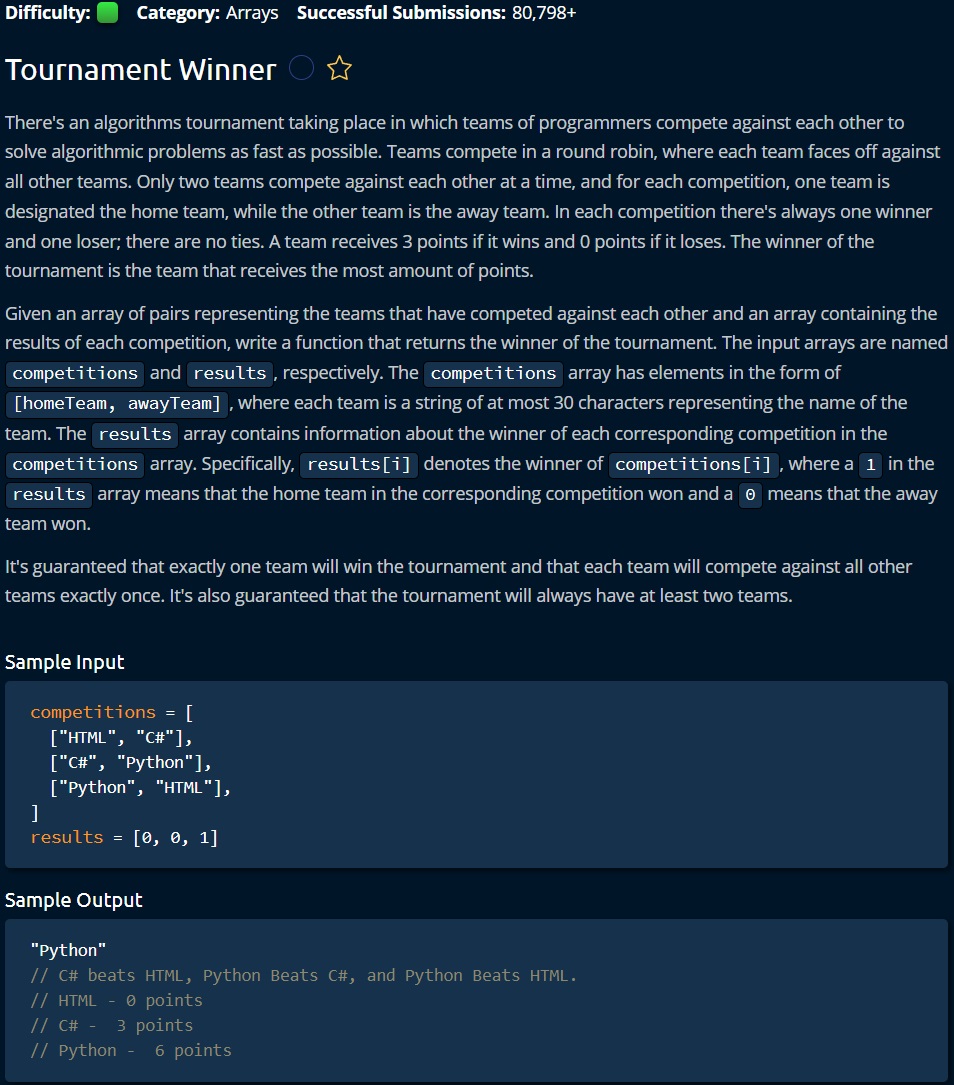 Difficulty: Category: Arrays Successful Submissions: 80,798+
Tournament Winner
There's an algorithms tournament taking place in which teams of programmers compete against each other to
solve algorithmic problems as fast as possible. Teams compete in a round robin, where each team faces off against
all other teams. Only two teams compete against each other at a time, and for each competition, one team is
designated the home team, while the other team is the away team. In each competition there's always one winner
and one loser; there are no ties. A team receives 3 points if it wins and 0 points if it loses. The winner of the
tournament is the team that receives the most amount of points.
Given an array of pairs representing the teams that have competed against each other and an array containing the
results of each competition, write a function that returns the winner of the tournament. The input arrays are named
competitions and results, respectively. The competitions array has elements in the form of
[homeTeam, awayTeam], where each team is a string of at most 30 characters representing the name of the
team. The results array contains information about the winner of each corresponding competition in the
competitions array. Specifically, results[i] denotes the winner of competitions[i], where a 1 in the
results array means that the home team in the corresponding competition won and a 0 means that the away
team won.
It's guaranteed that exactly one team will win the tournament and that each team will compete against all other
teams exactly once. It's also guaranteed that the tournament will always have at least two teams.
Sample Input
competitions = [
["HTML", "C#"],
["C#", "Python"],
["Python", "HTML"],
]
results = [0, 0, 1]
Sample Output
"Python"
// C# beats HTML, Python Beats C#, and Python Beats HTML.
// HTML - 0 points
// C# -  3 points
// Python -  6 points